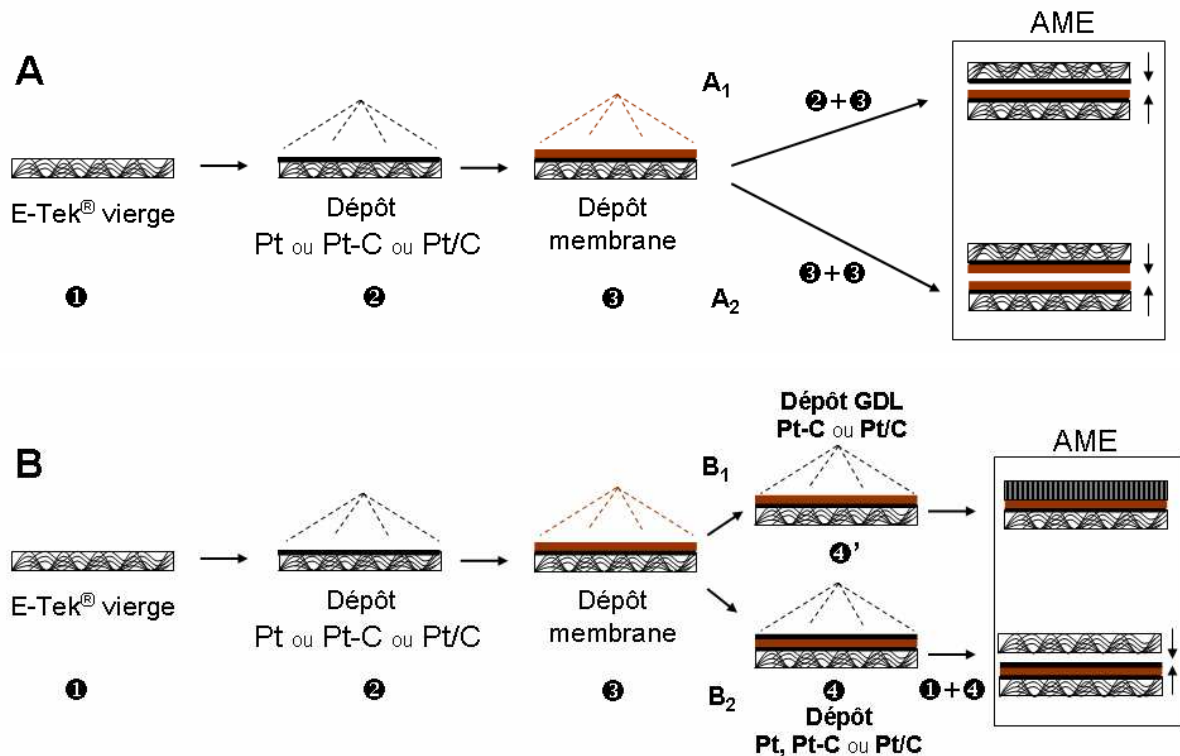 AME
A
A1
❷+❸
E-Tek® vierge
Dépôt
Pt ou Pt-C ou Pt/C
Dépôt
membrane
❸+❸
❶
❷
❸
A2
Dépôt GDL
Pt-C ou Pt/C
AME
B
B1
❹'
E-Tek® vierge
Dépôt
Pt ou Pt-C ou Pt/C
Dépôt
membrane
❶
❷
❸
B2
❹
❶+❹
Dépôt
Pt, Pt-C ou Pt/C